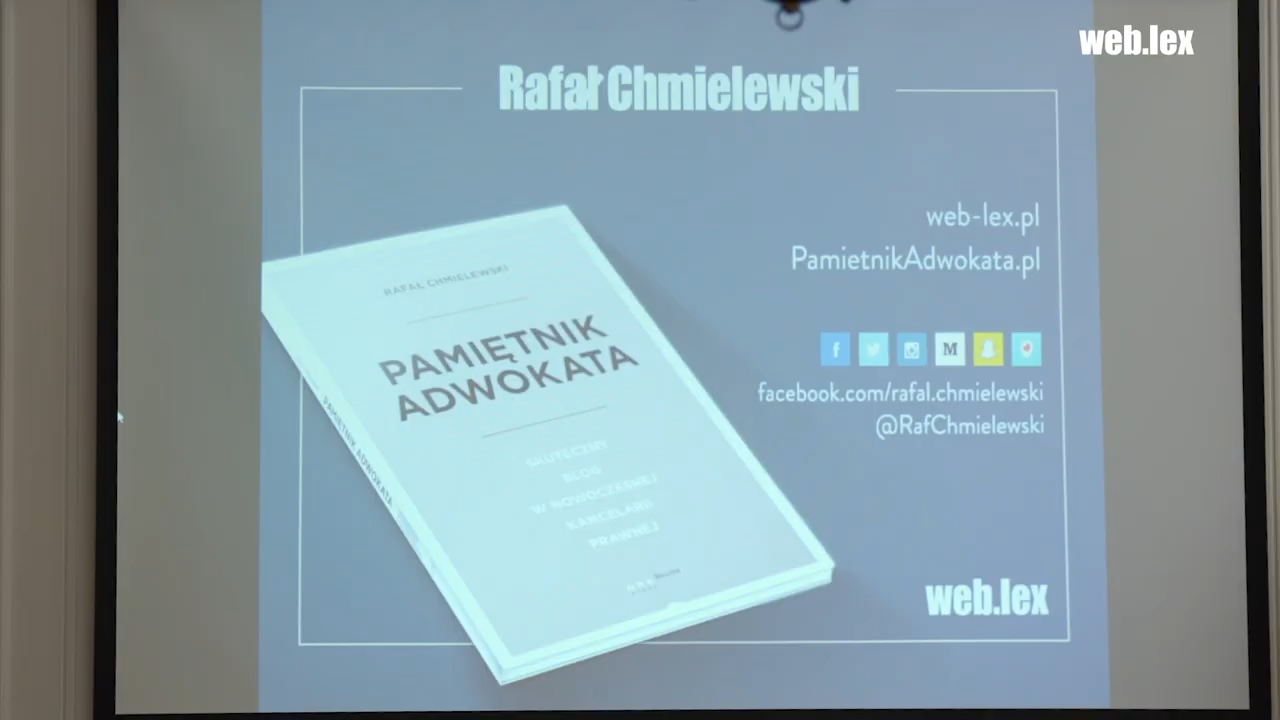 web.lex
Rafał Chmielewski
web-lex.pl
PamietnikAdwokata.pl
RAFAŁ CHMIELEWSKI
PAMIĘTNIK
ADWOKATA
PAMIĘTNIK ADWOKATA
f
M
facebook.com/rafal.chmielewski
@RafChmielewski
SKUTECZNY
BLOG
W NOWOCZESNEJ
KANCELARII
PRAWNEJ
web.lex